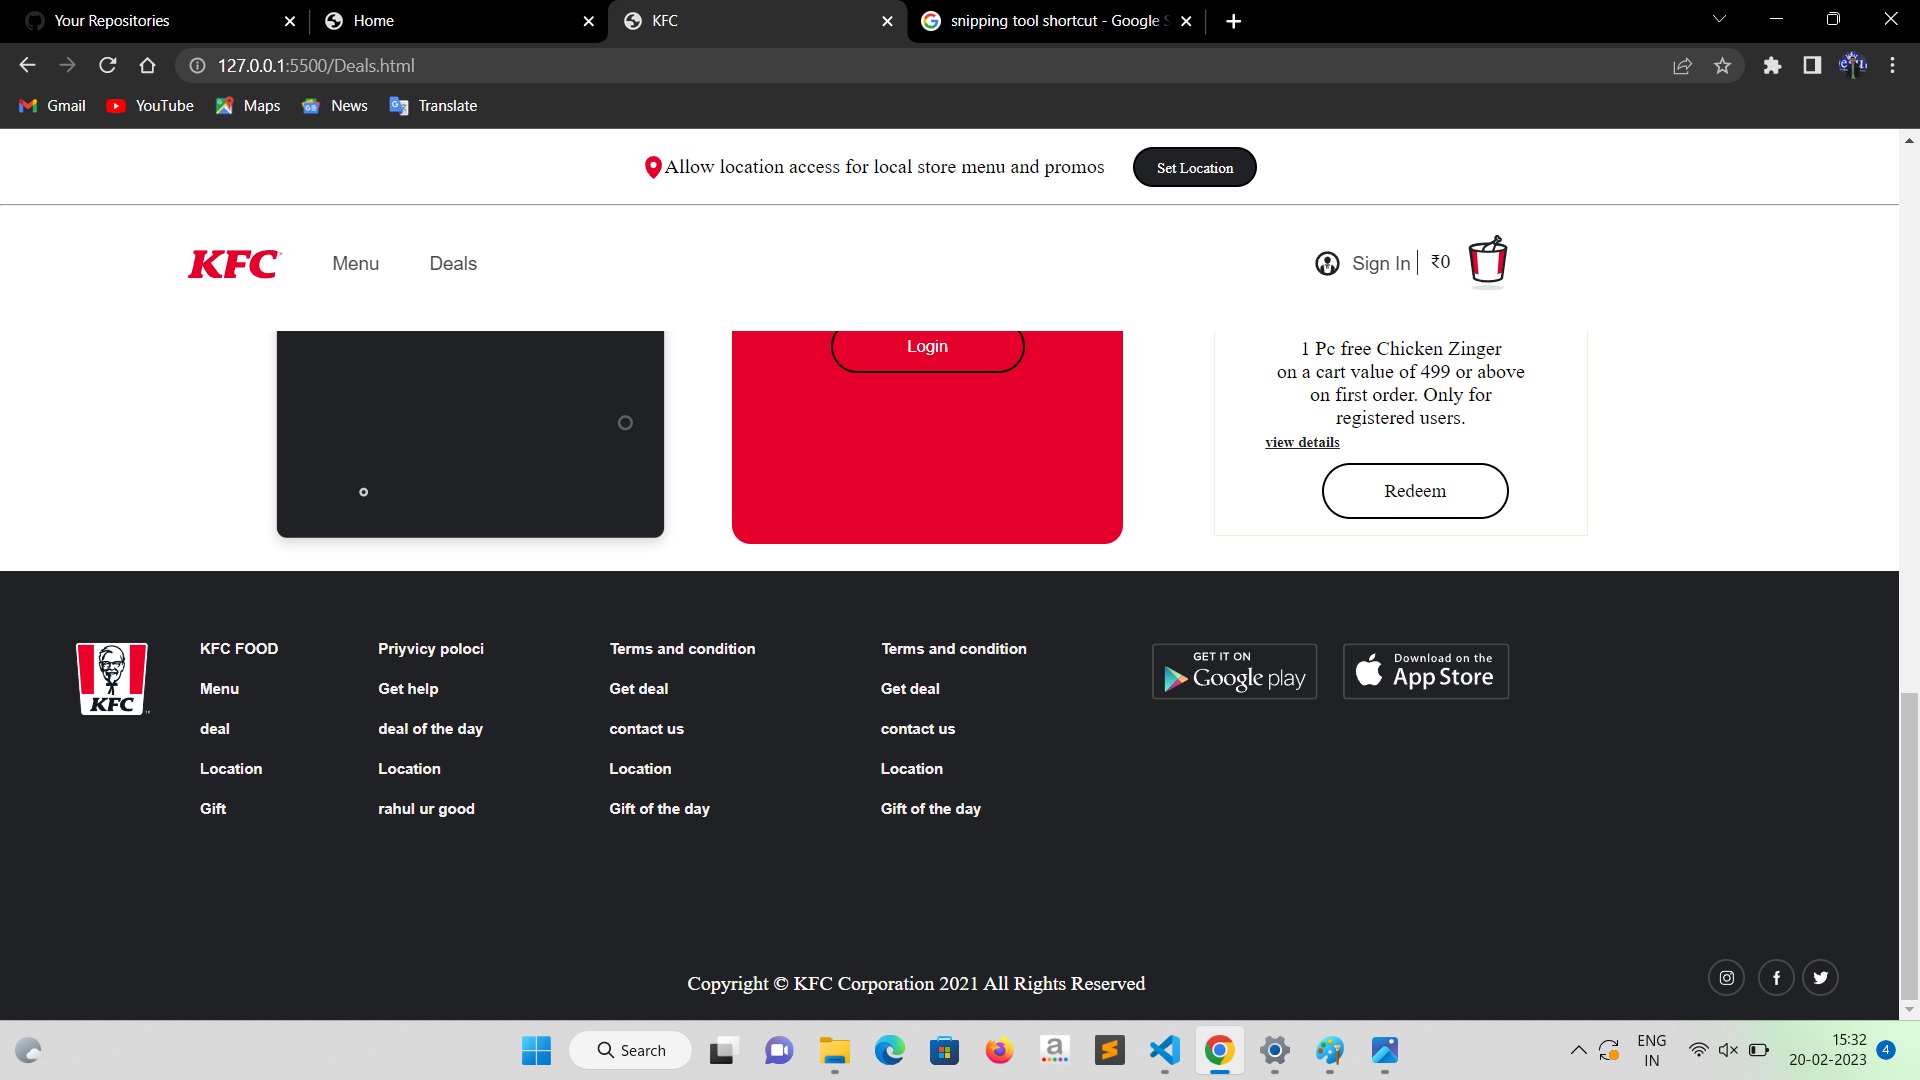 Your Repositories
Home
KFC
snipping tool shortcut - Google
127.0.0.1:5500/Deals.html
Gmail
YouTube
Maps
News
Translate
Allow location access for local store menu and promos
Set Location
KFC
Menu
Deals
Sign In
₹0
Login
1 Pc free Chicken Zinger
on a cart value of 499 or above
on first order. Only for
registered users.
view details
Redeem
KFC
KFC FOOD
Menu
deal
Location
Gift
Priyvicy poloci
Get help
deal of the day
Location
rahul ur good
Terms and condition
Get deal
contact us
Location
Gift of the day
Terms and condition
Get deal
contact us
Location
Gift of the day
GET IT ON
Google play
Download on the
App Store
Copyright © KFC Corporation 2021 All Rights Reserved
Search
ENG
IN
15:32
20-02-2023
4